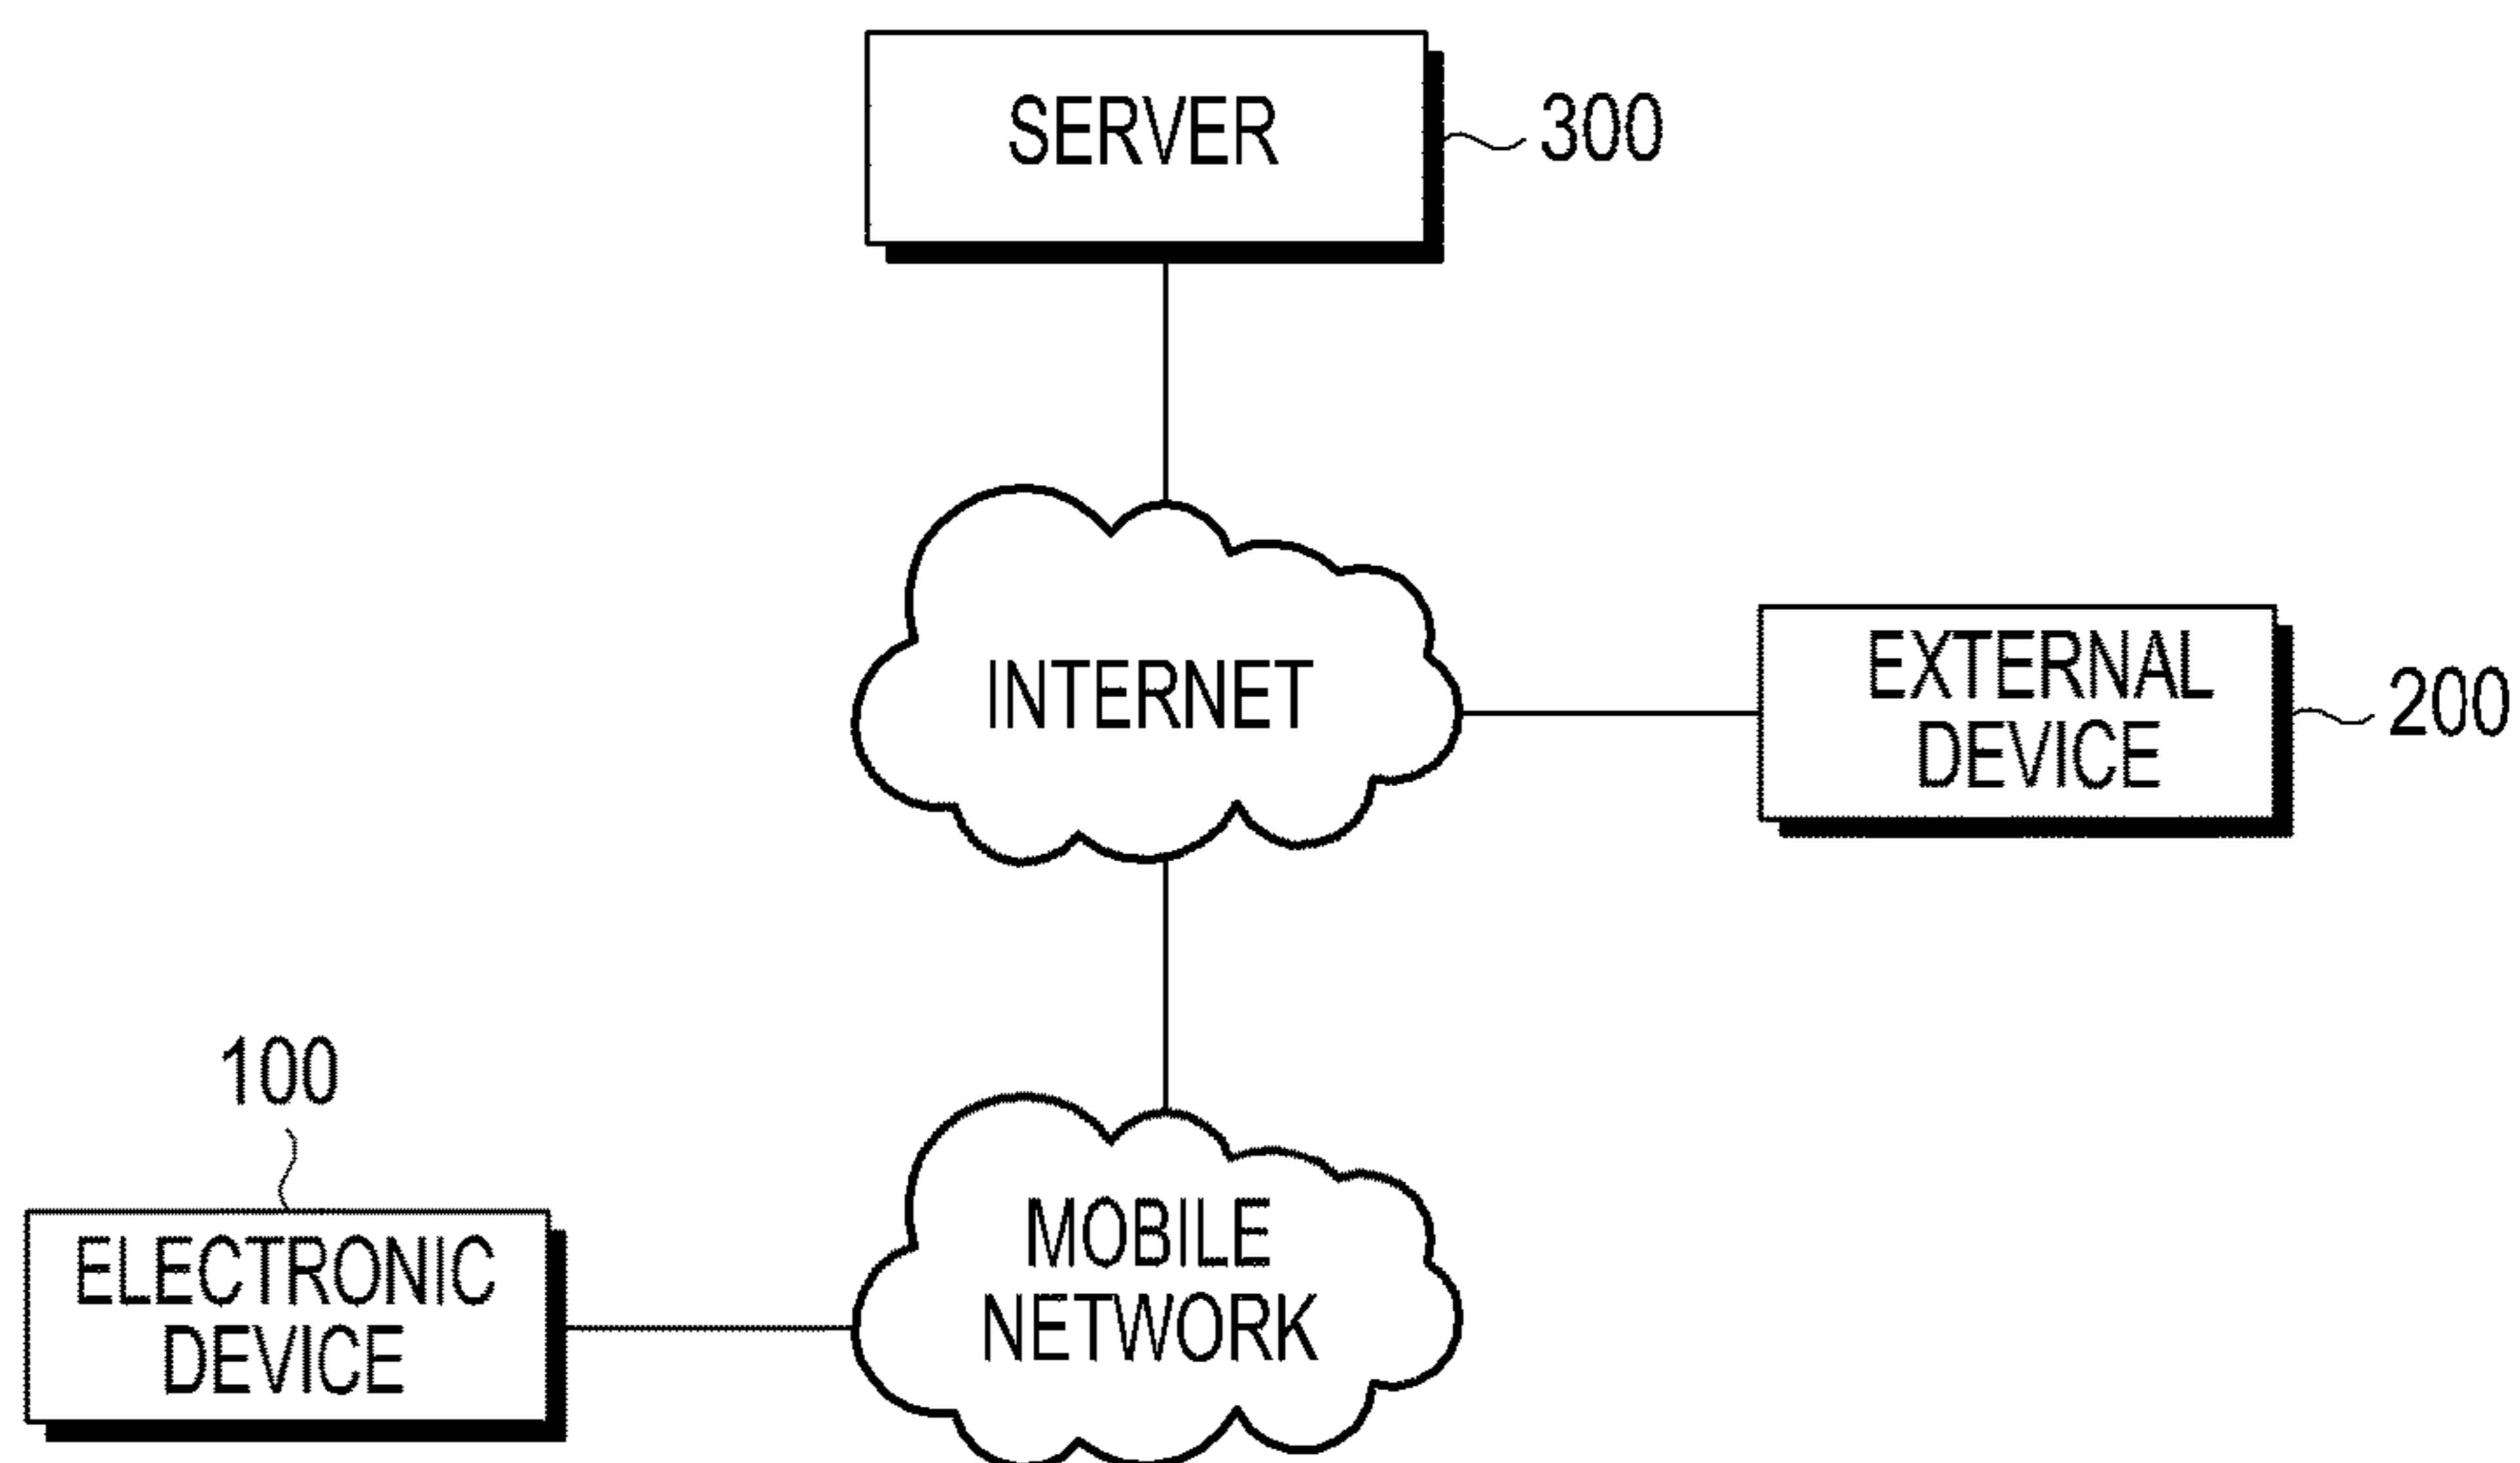 SERVER
300
INTERNET
EXTERNAL
DEVICE
200
100
ELECTRONIC
DEVICE
MOBILE
NETWORK